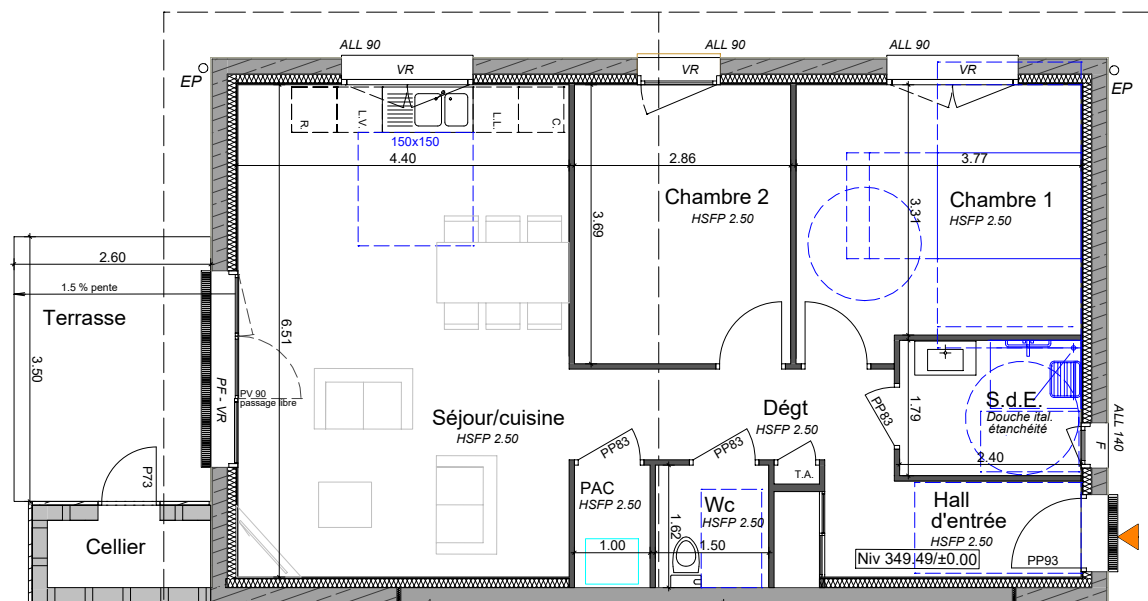 ALL 90
ALL 90
ALL 90
EP
VR
VR
VR
EP
R.
L.V.
L.L.
C.
150x150
4.40
2.86
3.77
Chambre 2
HSFP 2.50
Chambre 1
HSFP 2.50
3.69
3.31
2.60
1.5 % pente
Terrasse
3.50
6.51
PF - VR
PV 90
passage libre
Séjour/cuisine
HSFP 2.50
Dégt
HSFP 2.50
PP83
1.79
S.d.E.
Douche ital.
étanchéité
2.40
ALL 140
F
P73
PP83
PP83
T.A.
PAC
HSFP 2.50
Wc
HSFP 2.50
1.62
1.00
1.50
Hall
d'entrée
HSFP 2.50
Niv 349.49/±0.00
PP93
Cellier